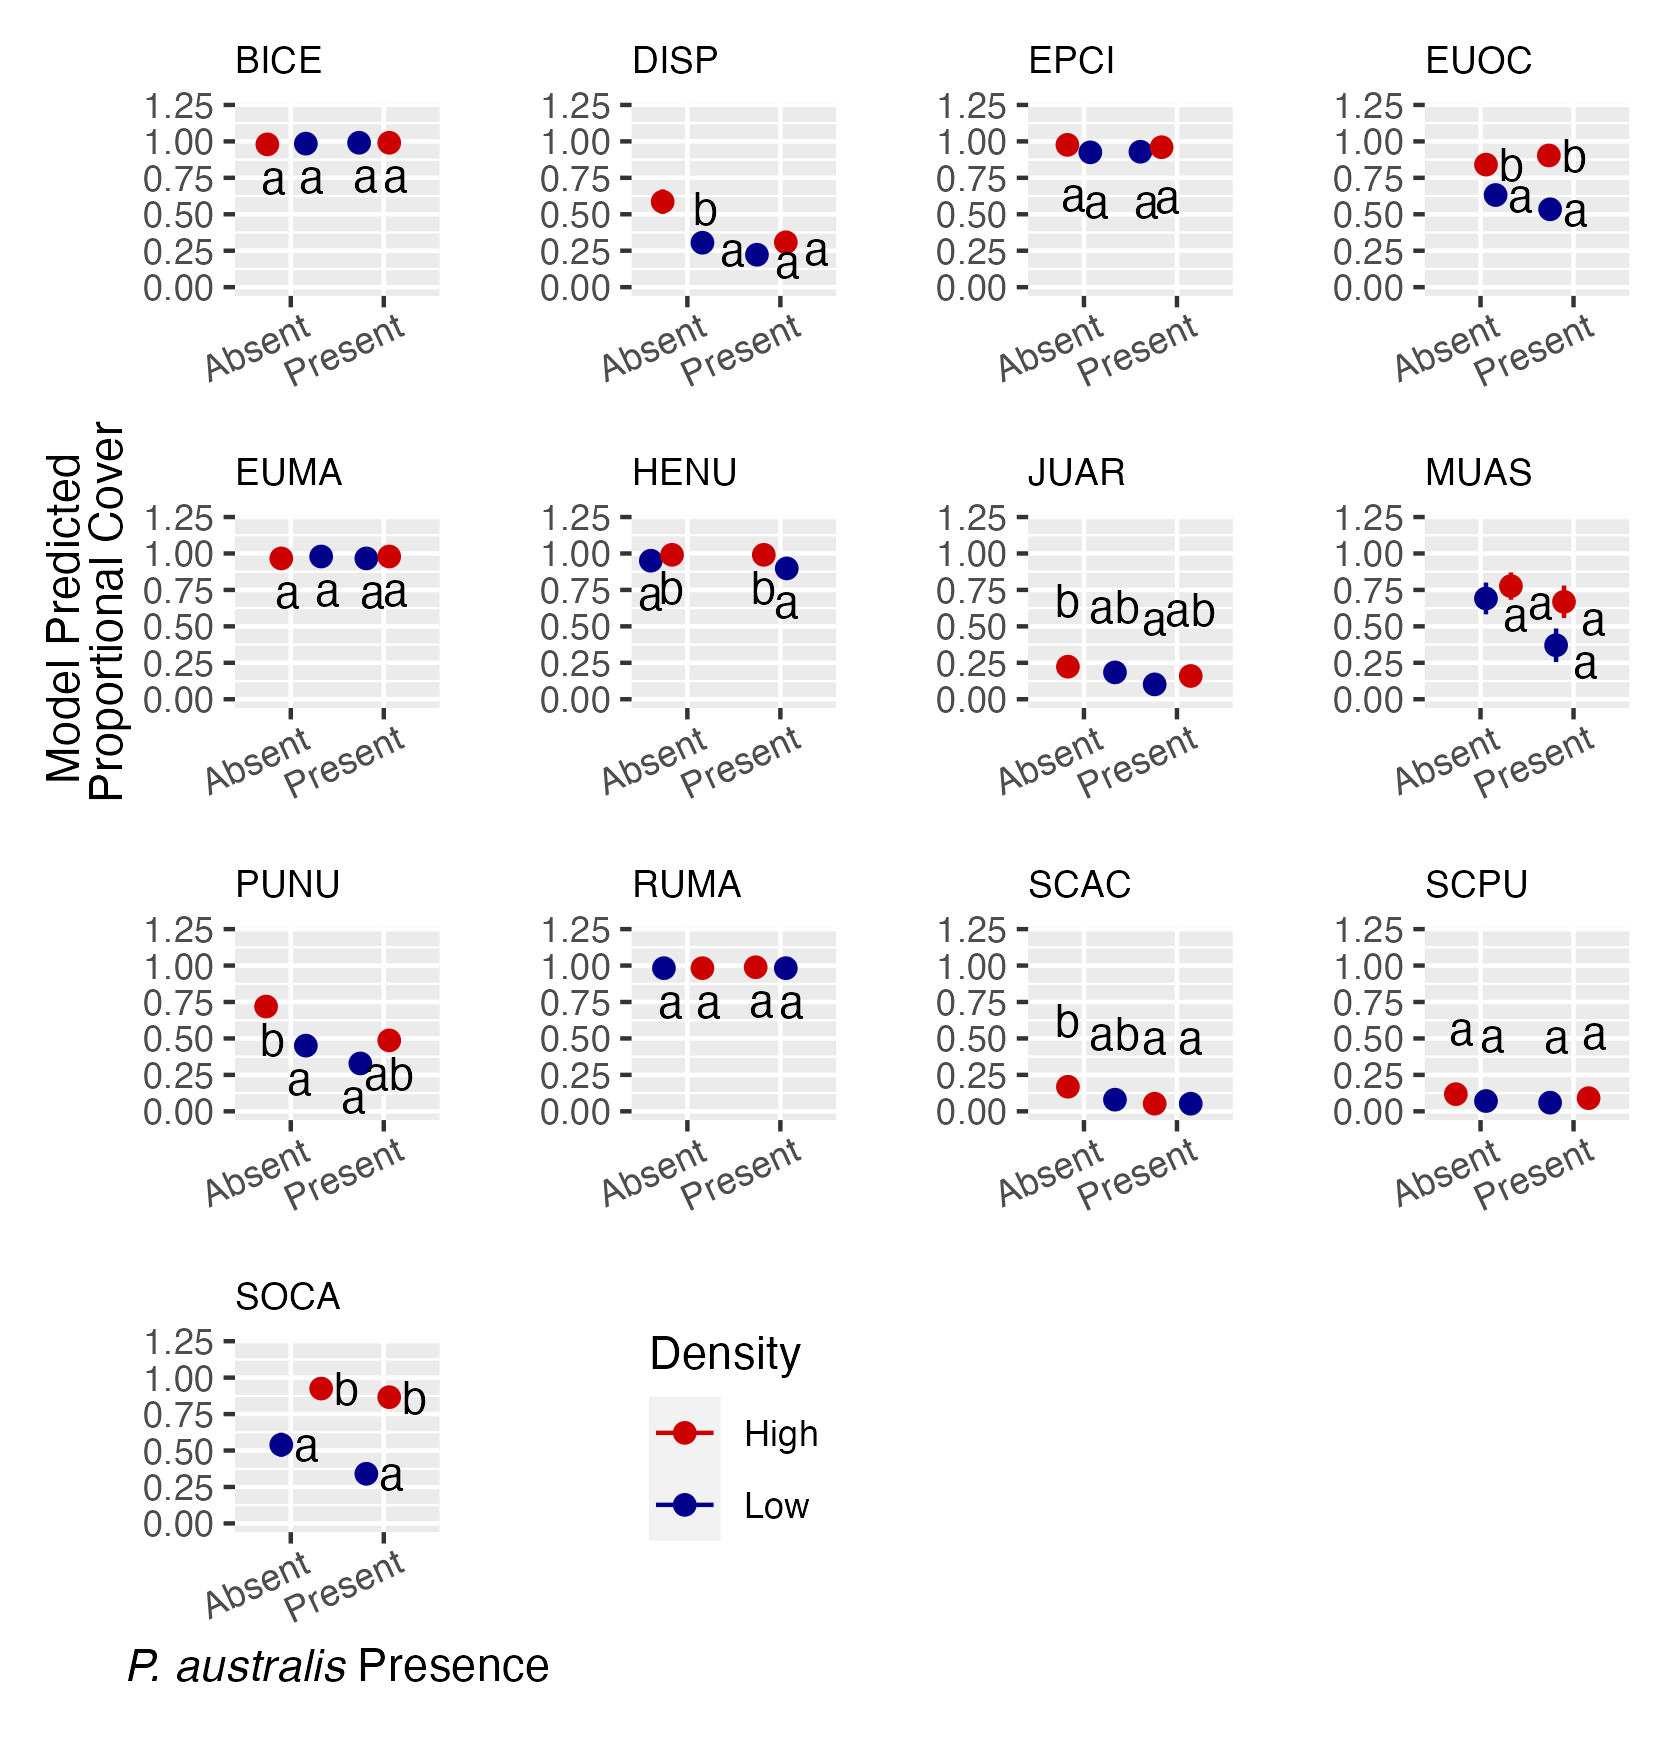 BICE
1.25
1.00
0.75
0.50
0.25
0.00
a a a a
Absent
Present
DISP
1.25
1.00
0.75
0.50
0.25
0.00
b a a a
Absent
Present
EPCI
1.25
1.00
0.75
0.50
0.25
0.00
a a a a
Absent
Present
EUOC
1.25
1.00
0.75
0.50
0.25
0.00
b a b a
Absent
Present
Model Predicted
Proportional Cover
EUMA
1.25
1.00
0.75
0.50
0.25
0.00
a a a a
Absent
Present
HENU
1.25
1.00
0.75
0.50
0.25
0.00
a b b a
Absent
Present
JUAR
1.25
1.00
0.75
0.50
0.25
0.00
b ab a ab
Absent
Present
MUAS
1.25
1.00
0.75
0.50
0.25
0.00
a a a a
Absent
Present
PUNU
1.25
1.00
0.75
0.50
0.25
0.00
b a a ab
Absent
Present
RUMA
1.25
1.00
0.75
0.50
0.25
0.00
a a a a
Absent
Present
SCAC
1.25
1.00
0.75
0.50
0.25
0.00
b ab a a
Absent
Present
SCPU
1.25
1.00
0.75
0.50
0.25
0.00
a a a a
Absent
Present
SOCA
1.25
1.00
0.75
0.50
0.25
0.00
a b a b
Absent
Present
Density
High
Low
P. australis Presence